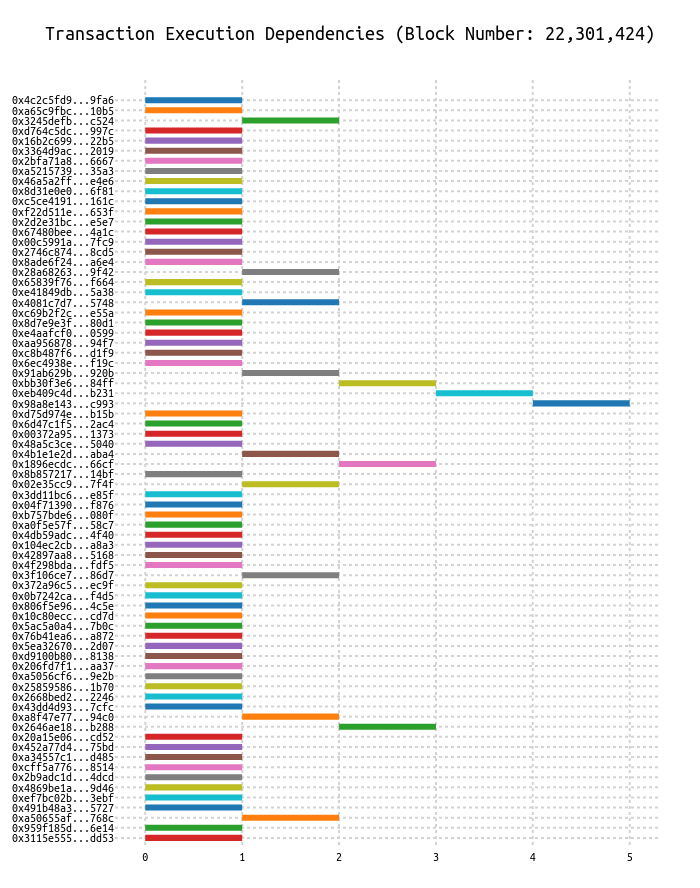 Transaction Execution Dependencies (Block Number: 22,301,424)
0x4c2c5fd9...9fa6
0xa65c9fbc...10b5
0x3245defb...c524
0xd764c5dc...997c
0x16b2c699...22b5
0x3364d9ac...2019
0x2bfa71a8...6667
0xa5215739...35a3
0x46a5a2ff...e4e6
0x8d31e0e0...6f81
0xc5ce4191...161c
0xf22d511e...653f
0x2d2e31bc...e5e7
0x67480bee...4a1c
0x00c5991a...7fc9
0x2746c874...8cd5
0x8ade6f24...a6e4
0x28a68263...9f42
0x65839f76...f664
0xe41849db...5a38
0x4081c7d7...5748
0xc69b2f2c...e55a
0x8d7e9e3f...80d1
0xe4aafcf0...0599
0xaa956878...94f7
0xc8b487f6...d1f9
0x6ec4938e...f19c
0x91ab629b...920b
0xbb30f3e6...84ff
0xeb409c4d...b231
0x98a8e143...c993
0xd75d974e...b15b
0x6d47c1f5...2ac4
0x00372a95...1373
0x48a5c3ce...5040
0x4b1e1e2d...aba4
0x1896ecdc...66cf
0x8b857217...14bf
0x02e35cc9...7f4f
0x3dd11bc6...e85f
0x04f71390...f876
0xb757bde6...080f
0xa0f5e57f...58c7
0x4db59adc...4f40
0x104ec2cb...a8a3
0x42897aa8...5168
0x4f298bda...fdf5
0x3f106ce7...86d7
0x372a96c5...ec9f
0x0b7242ca...f4d5
0x806f5e96...4c5e
0x10c80ecc...cd7d
0x5ac5a0a4...7b0c
0x76b41ea6...a872
0x5ea32670...2d07
0xd9100b80...8138
0x206fd7f1...aa37
0xa5056cf6...9e2b
0x25859586...1b70
0x2668bed2...2246
0x43dd4d93...7cfc
0xa8f47e77...94c0
0x2646ae18...b288
0x20a15e06...cd52
0x452a77d4...75bd
0xa34557c1...d485
0xcff5a776...8514
0x2b9adc1d...4dcd
0x4869be1a...9d46
0xef7bc02b...3ebf
0x491b48a3...5727
0xa50655af...768c
0x959f185d...6e14
0x3115e555...dd53
0 1 2 3 4 5